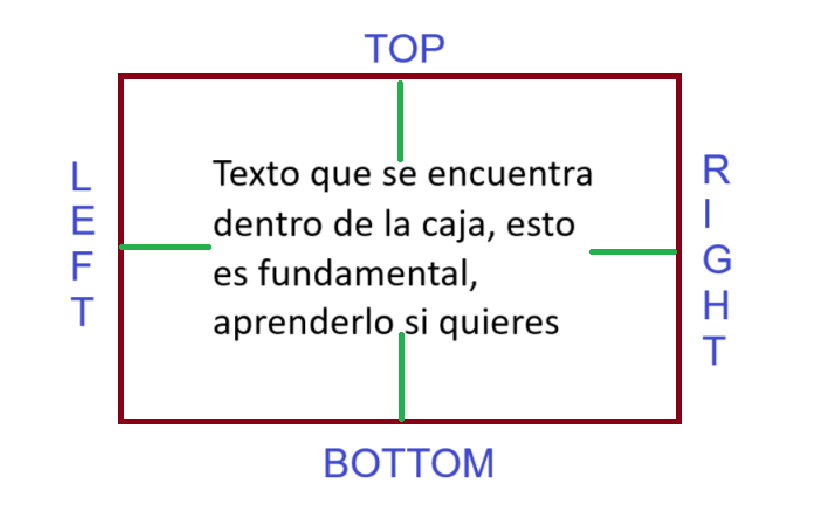 TOP
LEFT
Texto que se encuentra
dentro de la caja, esto
es fundamental,
aprenderlo si quieres
RIGHT
BOTTOM